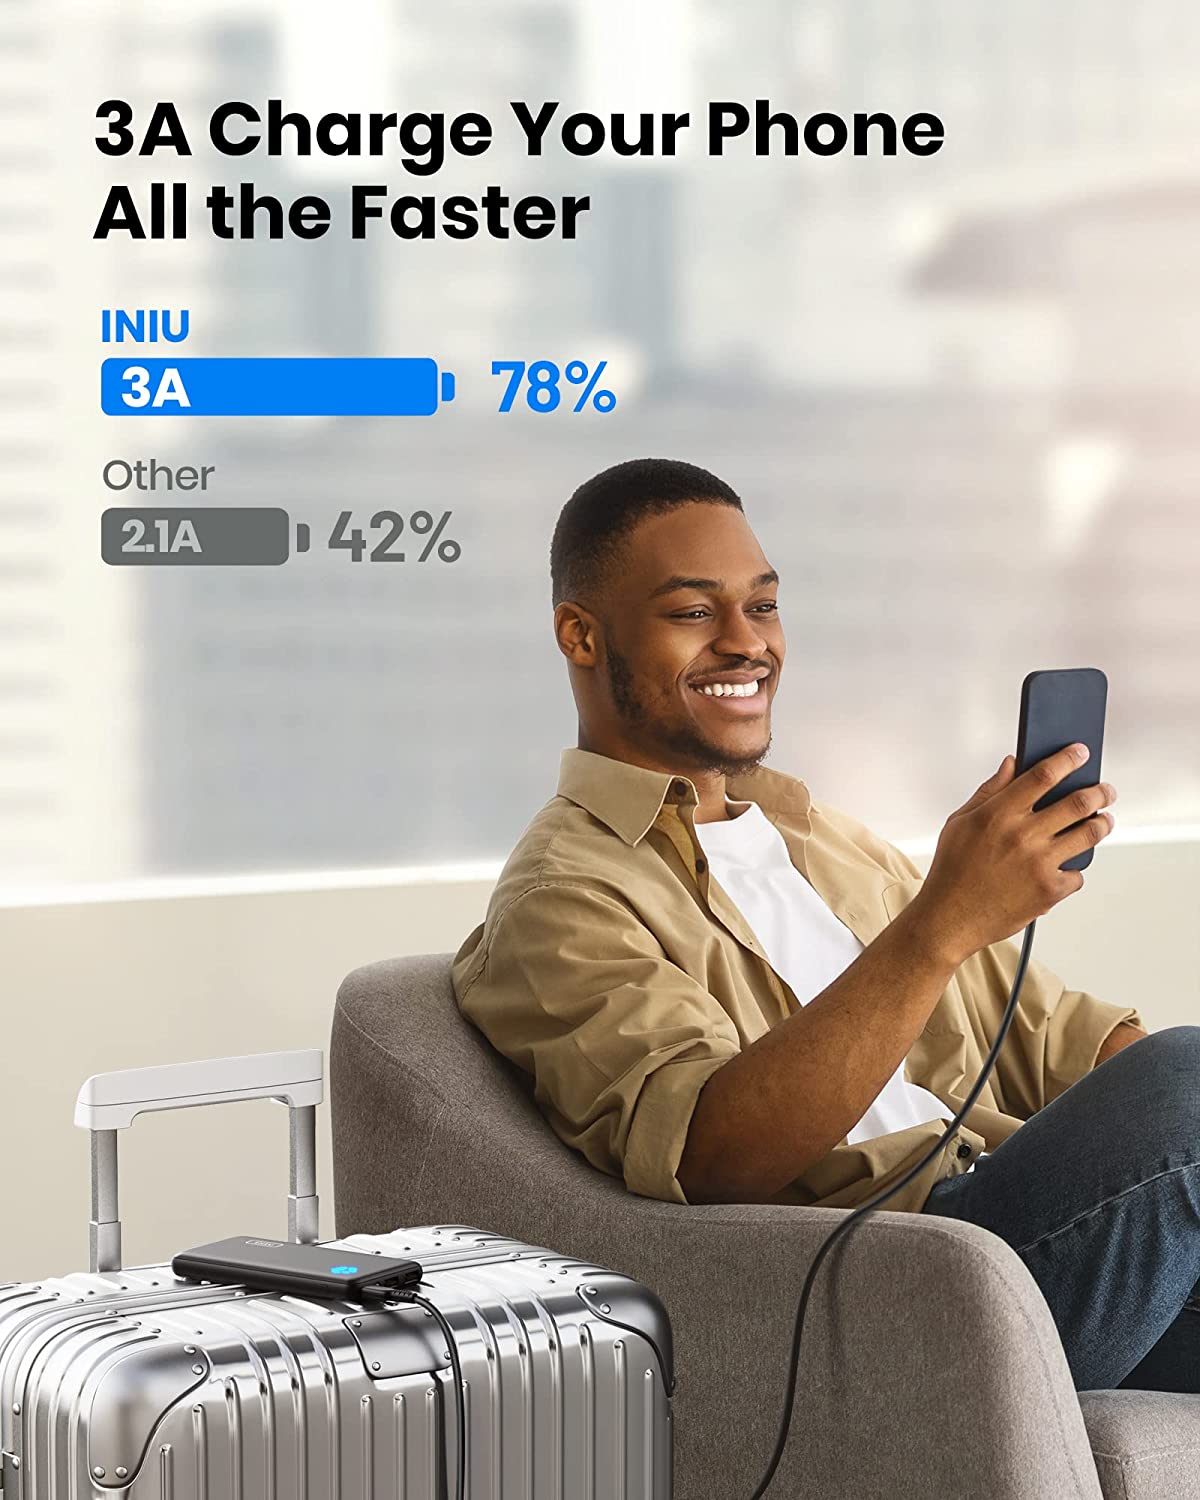 3A Charge Your Phone
All the Faster
INIU
3A 78%
Other
2.1A 42%